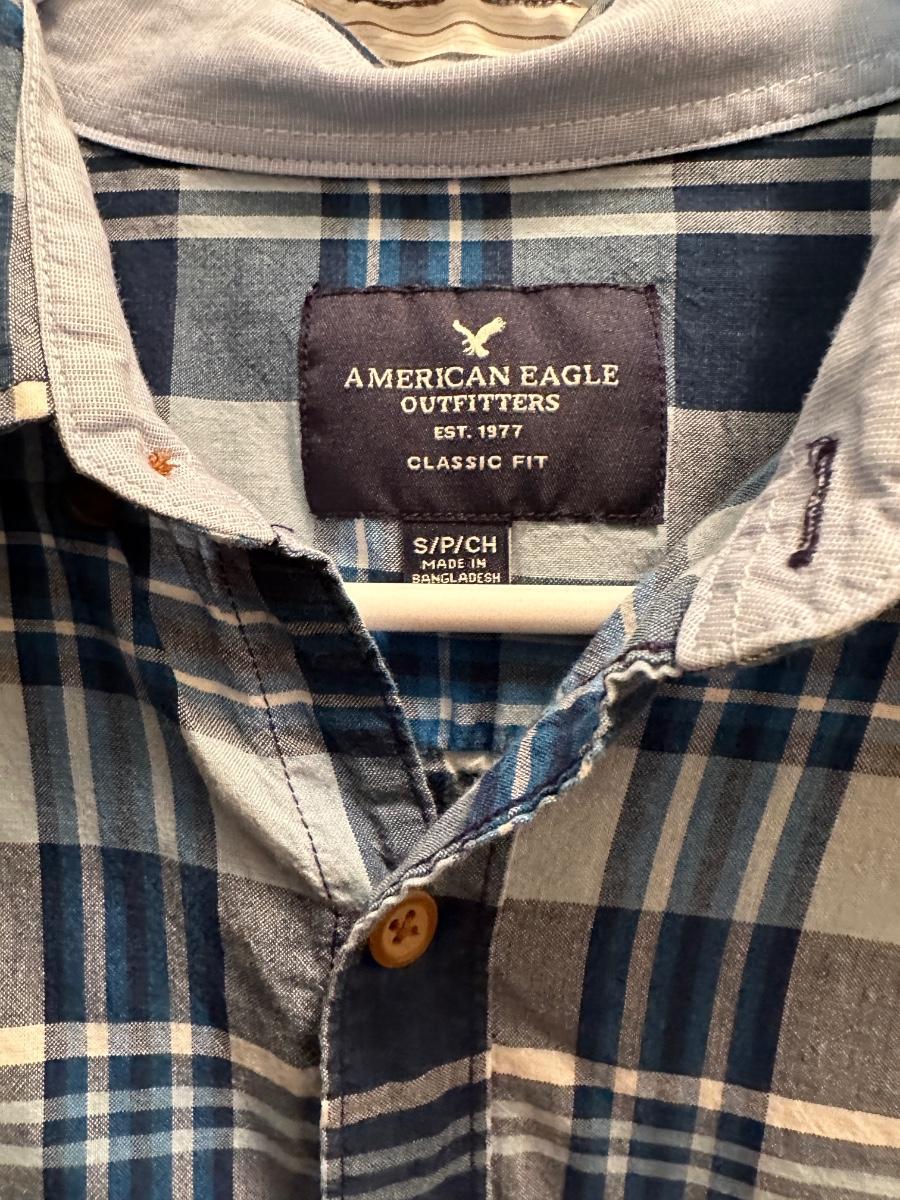 AMERICAN EAGLE
OUTFITTERS
EST. 1977
CLASSIC FIT
S/P/CH
MADE IN
BANGLADESH